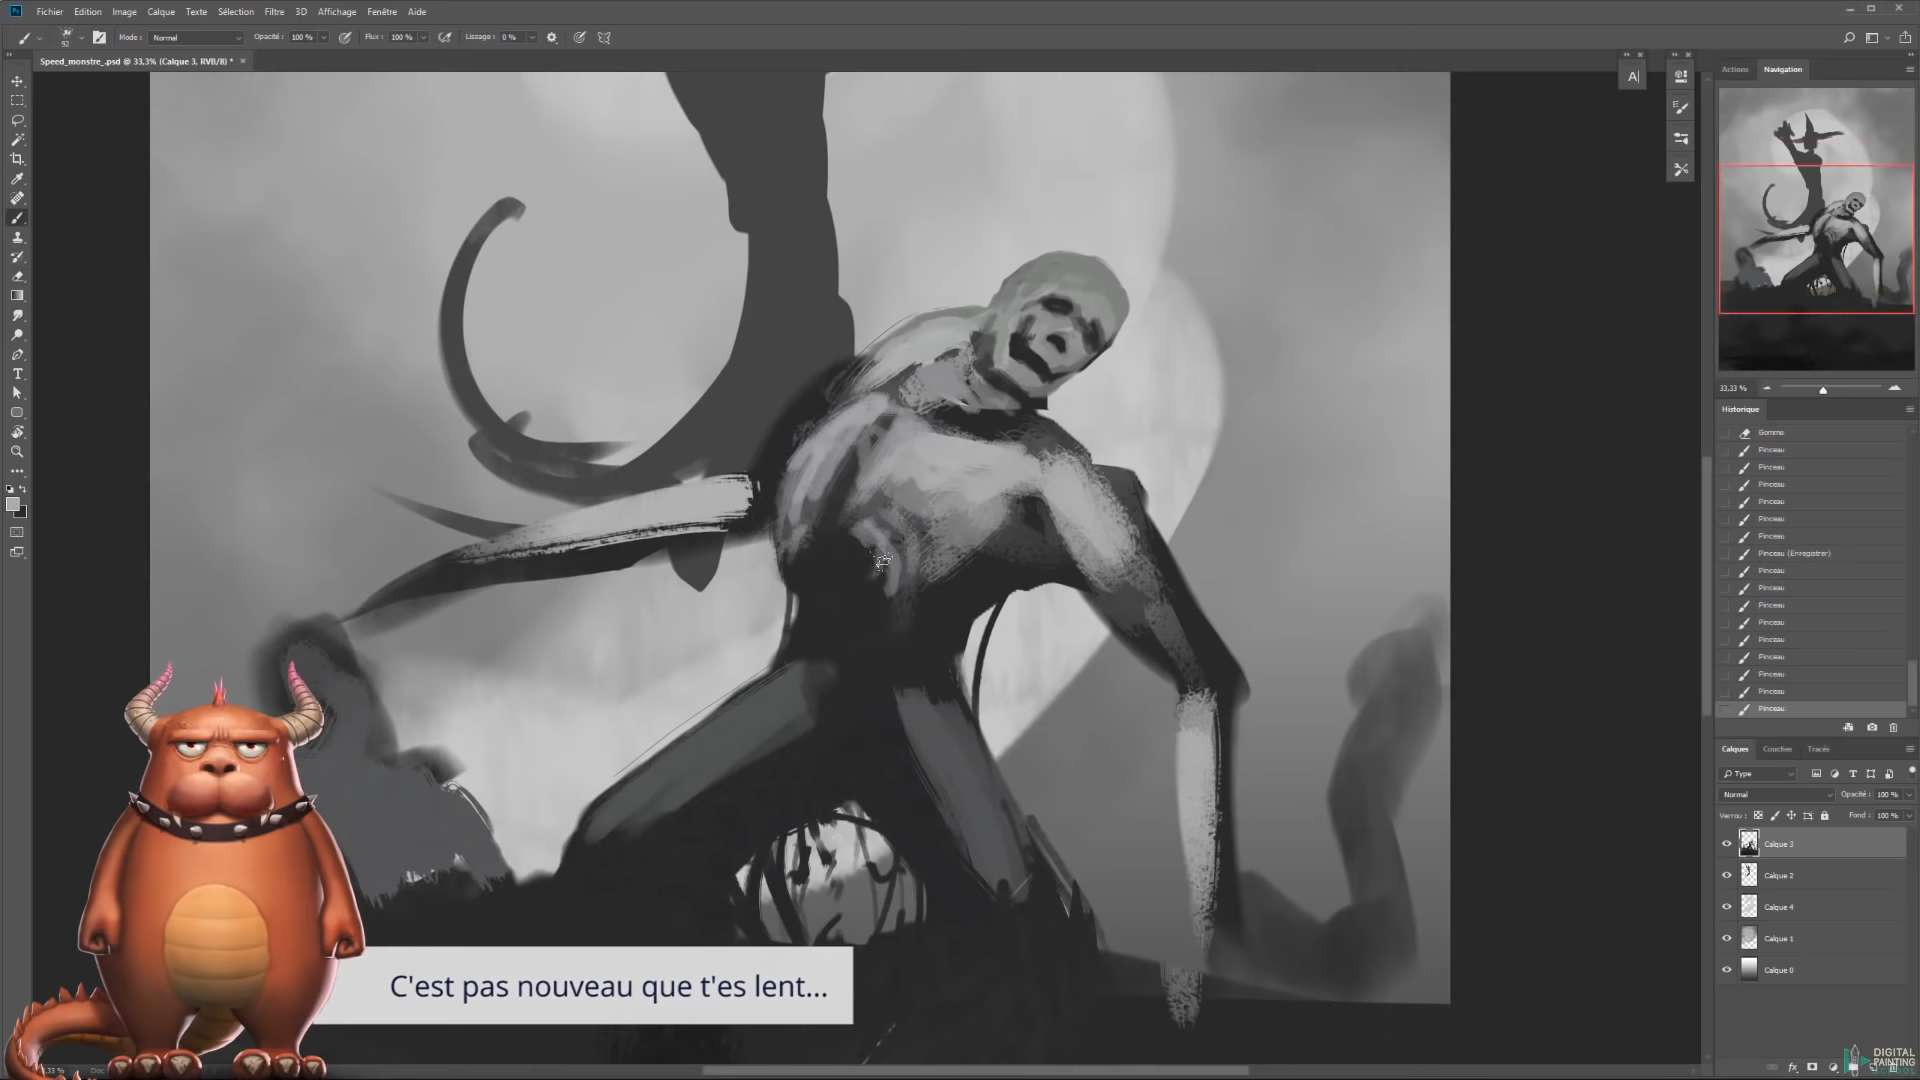 Fichier Edition Image Calque Texte Sélection Filtre 3D Affichage Fenêtre Aide
92 Mode : Normal Opacité : 100 % Flux : 100 % Lissage : 0 %
Speed_monstre_.psd @ 33,3% (Calque 3, RVB/8) * ×
A|
Actions Navigation
33,33 %
Historique
Gomme
Pinceau
Pinceau
Pinceau
Pinceau
Pinceau
Pinceau
Pinceau (Enregistrer)
Pinceau
Pinceau
Pinceau
Pinceau
Pinceau
Pinceau
Pinceau
Pinceau
Pinceau
Calques Couches Tracés
Type
Normal Opacité : 100 %
Verrou : Fond : 100 %
Calque 3
Calque 2
Calque 4
Calque 1
Calque 0
C'est pas nouveau que t'es lent...
DIGITAL
PAINTING
SCHOOL